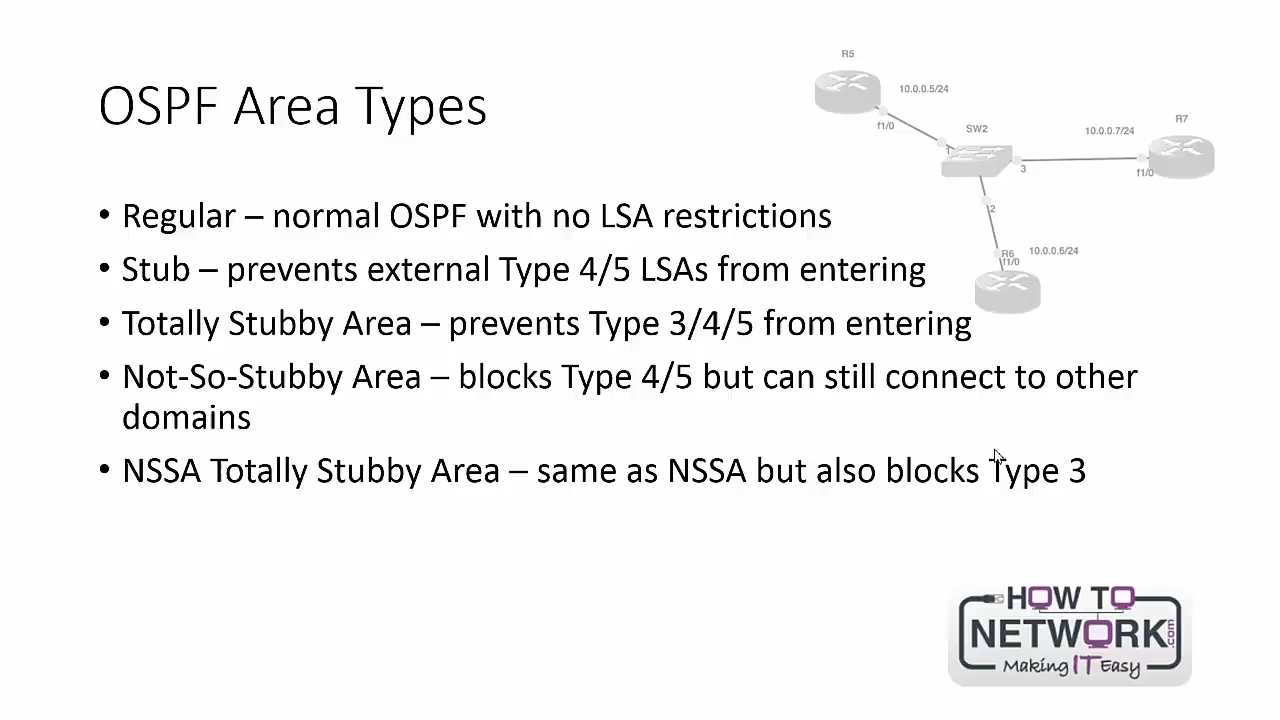 OSPF Area Types
• Regular – normal OSPF with no LSA restrictions
• Stub – prevents external Type 4/5 LSAs from entering
• Totally Stubby Area – prevents Type 3/4/5 from entering
• Not-So-Stubby Area – blocks Type 4/5 but can still connect to other
domains
• NSSA Totally Stubby Area – same as NSSA but also blocks Type 3
R5
10.0.0.5/24
f1/0
SW2
1
10.0.0.7/24
R7
3
f1/0
2
R6
10.0.0.6/24
f1/0
HOW TO
NETWORK.com
Making IT Easy